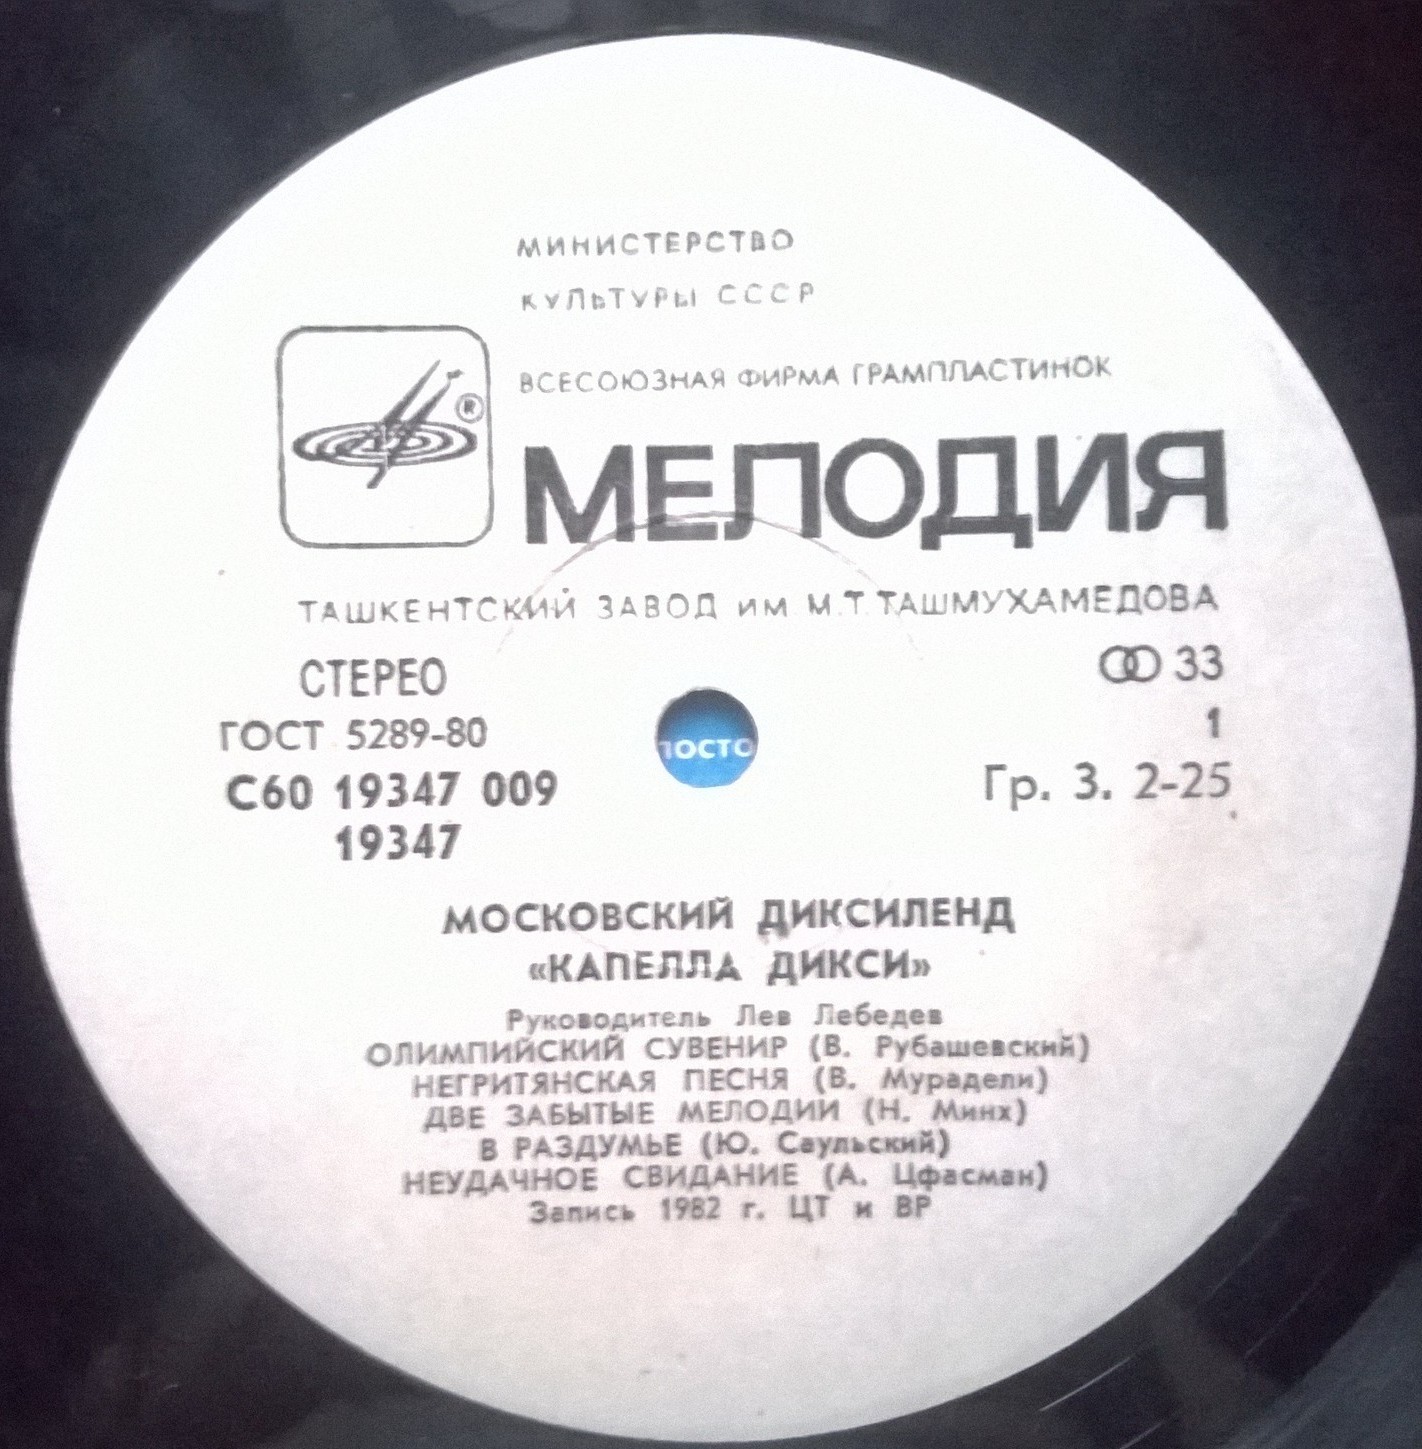 МИНИСТЕРСТВО
КУЛЬТУРЫ СССР
ВСЕСОЮЗНАЯ ФИРМА ГРАМПЛАСТИНОК
®
МЕЛОДИЯ
ТАШКЕНТСКИЙ ЗАВОД ИМ М.Т.ТАШМУХАМЕДОВА
СТЕРЕО
33
ГОСТ 5289-80
1
С60 19347 009
Гр. 3. 2-25
19347
МОСКОВСКИЙ ДИКСИЛЕНД
«КАПЕЛЛА ДИКСИ»
Руководитель Лев Лебедев
ОЛИМПИЙСКИЙ СУВЕНИР (В. Рубашевский)
НЕГРИТЯНСКАЯ ПЕСНЯ (В. Мурадели)
ДВЕ ЗАБЫТЫЕ МЕЛОДИИ (Н. Минх)
В РАЗДУМЬЕ (Ю. Саульский)
НЕУДАЧНОЕ СВИДАНИЕ (А. Цфасман)
Запись 1982 г. ЦТ и ВР